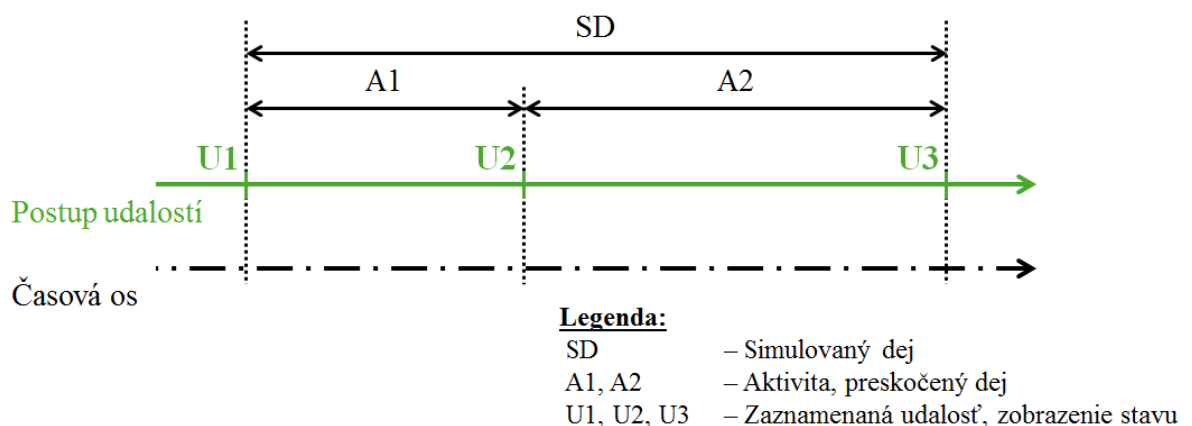 SD
A1 A2
U1 U2 U3
Postup udalostí
Časová os
Legenda:
SD – Simulovaný dej
A1, A2 – Aktivita, preskočený dej
U1, U2, U3 – Zaznamenaná udalosť, zobrazenie stavu